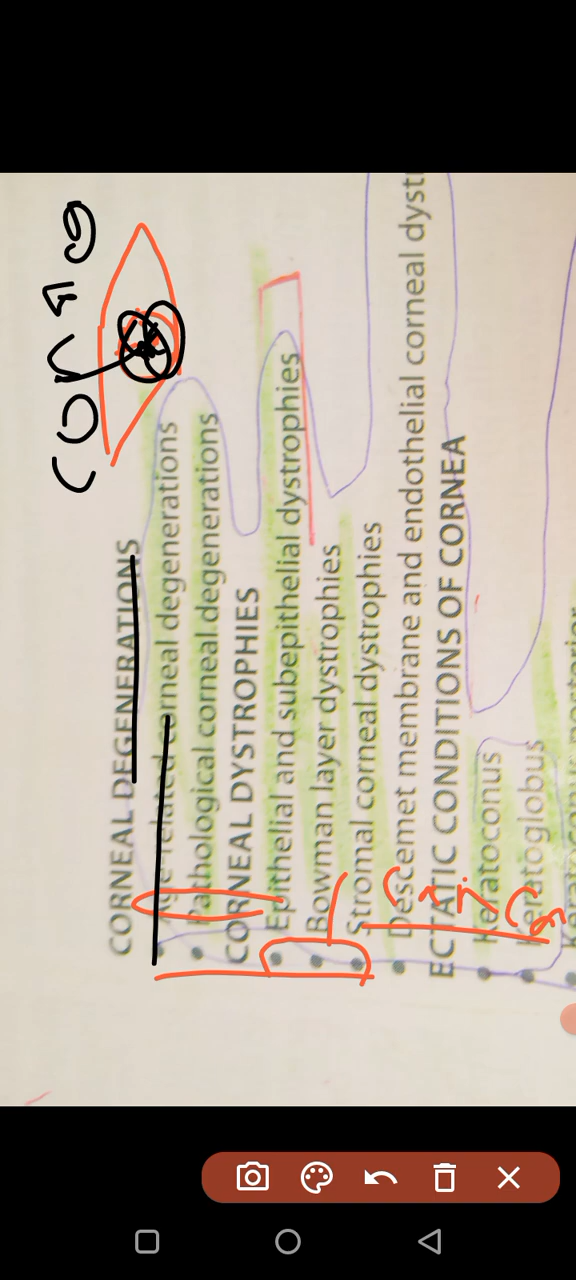 CORNEAL DEGENERATIONS
• Age-related corneal degenerations
• Pathological corneal degenerations
CORNEAL DYSTROPHIES
• Epithelial and subepithelial dystrophies
• Bowman layer dystrophies
• Stromal corneal dystrophies
• Descemet membrane and endothelial corneal dyst
ECTATIC CONDITIONS OF CORNEA
• Keratoconus
• Keratoglobus